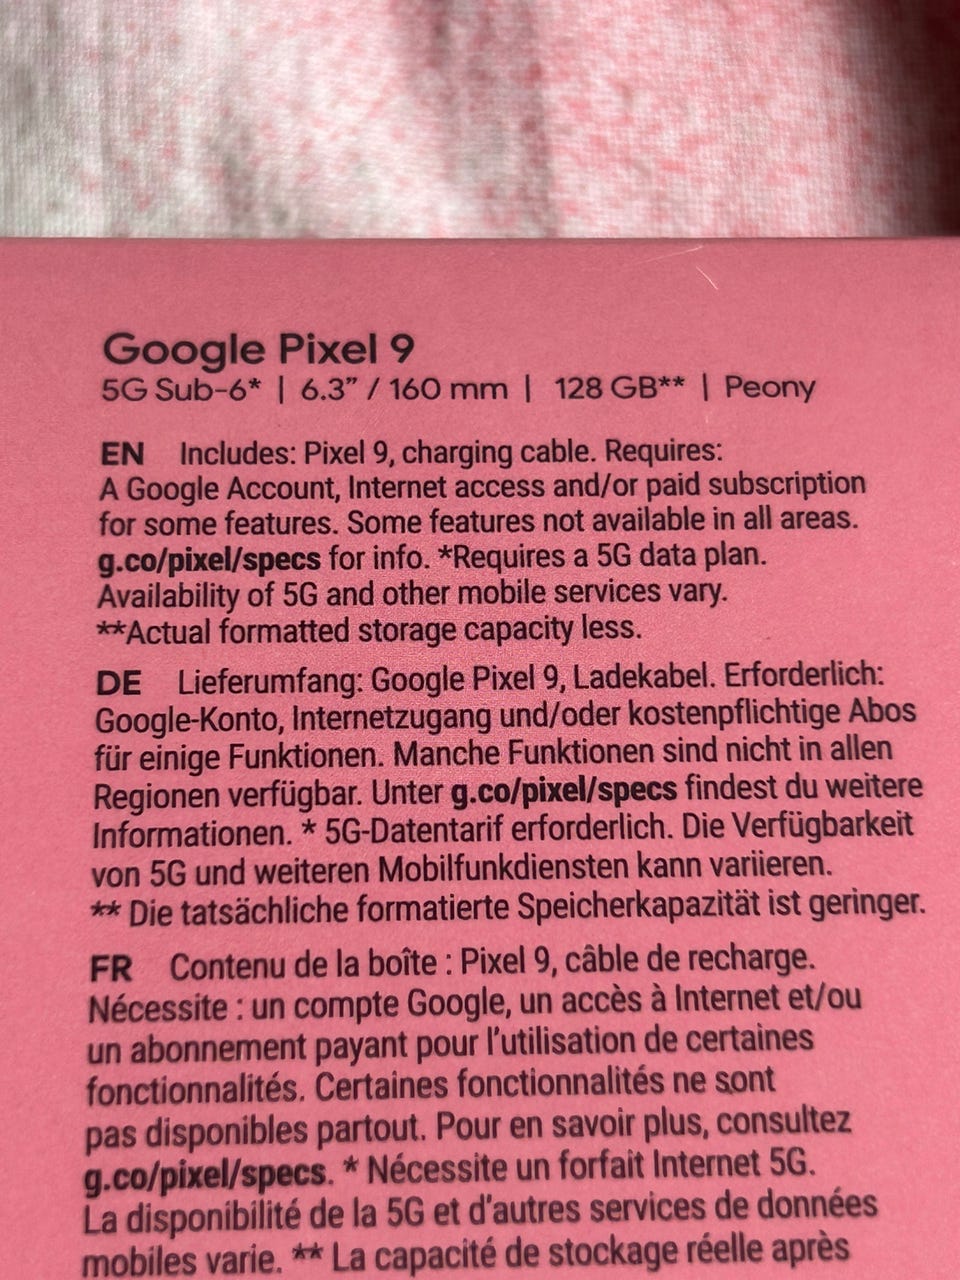 Google Pixel 9
5G Sub-6* | 6.3” / 160 mm | 128 GB** | Peony
EN Includes: Pixel 9, charging cable. Requires:
A Google Account, Internet access and/or paid subscription
for some features. Some features not available in all areas.
g.co/pixel/specs for info. *Requires a 5G data plan.
Availability of 5G and other mobile services vary.
**Actual formatted storage capacity less.
DE Lieferumfang: Google Pixel 9, Ladekabel. Erforderlich:
Google-Konto, Internetzugang und/oder kostenpflichtige Abos
für einige Funktionen. Manche Funktionen sind nicht in allen
Regionen verfügbar. Unter g.co/pixel/specs findest du weitere
Informationen. * 5G-Datentarif erforderlich. Die Verfügbarkeit
von 5G und weiteren Mobilfunkdiensten kann variieren.
** Die tatsächliche formatierte Speicherkapazität ist geringer.
FR Contenu de la boîte : Pixel 9, câble de recharge.
Nécessite : un compte Google, un accès à Internet et/ou
un abonnement payant pour l’utilisation de certaines
fonctionnalités. Certaines fonctionnalités ne sont
pas disponibles partout. Pour en savoir plus, consultez
g.co/pixel/specs. * Nécessite un forfait Internet 5G.
La disponibilité de la 5G et d’autres services de données
mobiles varie. ** La capacité de stockage réelle après